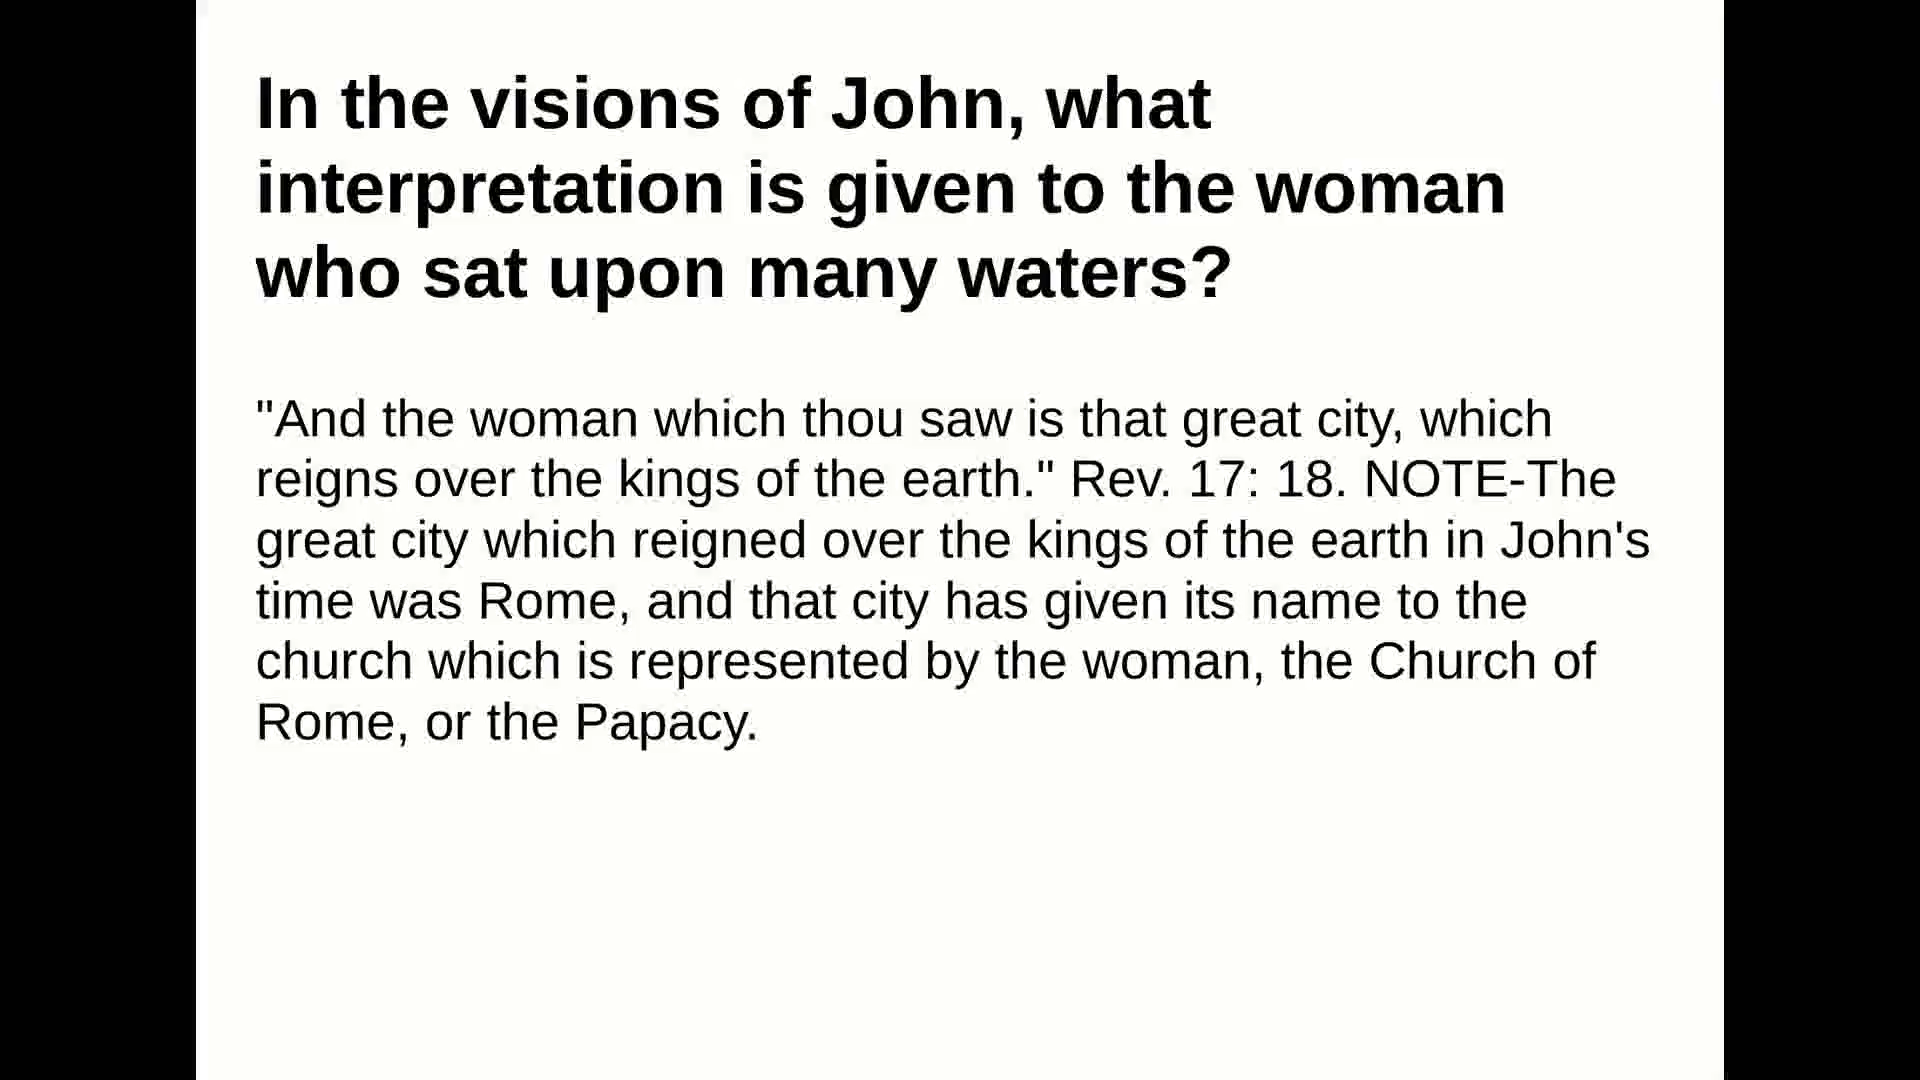 In the visions of John, what
interpretation is given to the woman
who sat upon many waters?
"And the woman which thou saw is that great city, which
reigns over the kings of the earth." Rev. 17: 18. NOTE-The
great city which reigned over the kings of the earth in John's
time was Rome, and that city has given its name to the
church which is represented by the woman, the Church of
Rome, or the Papacy.